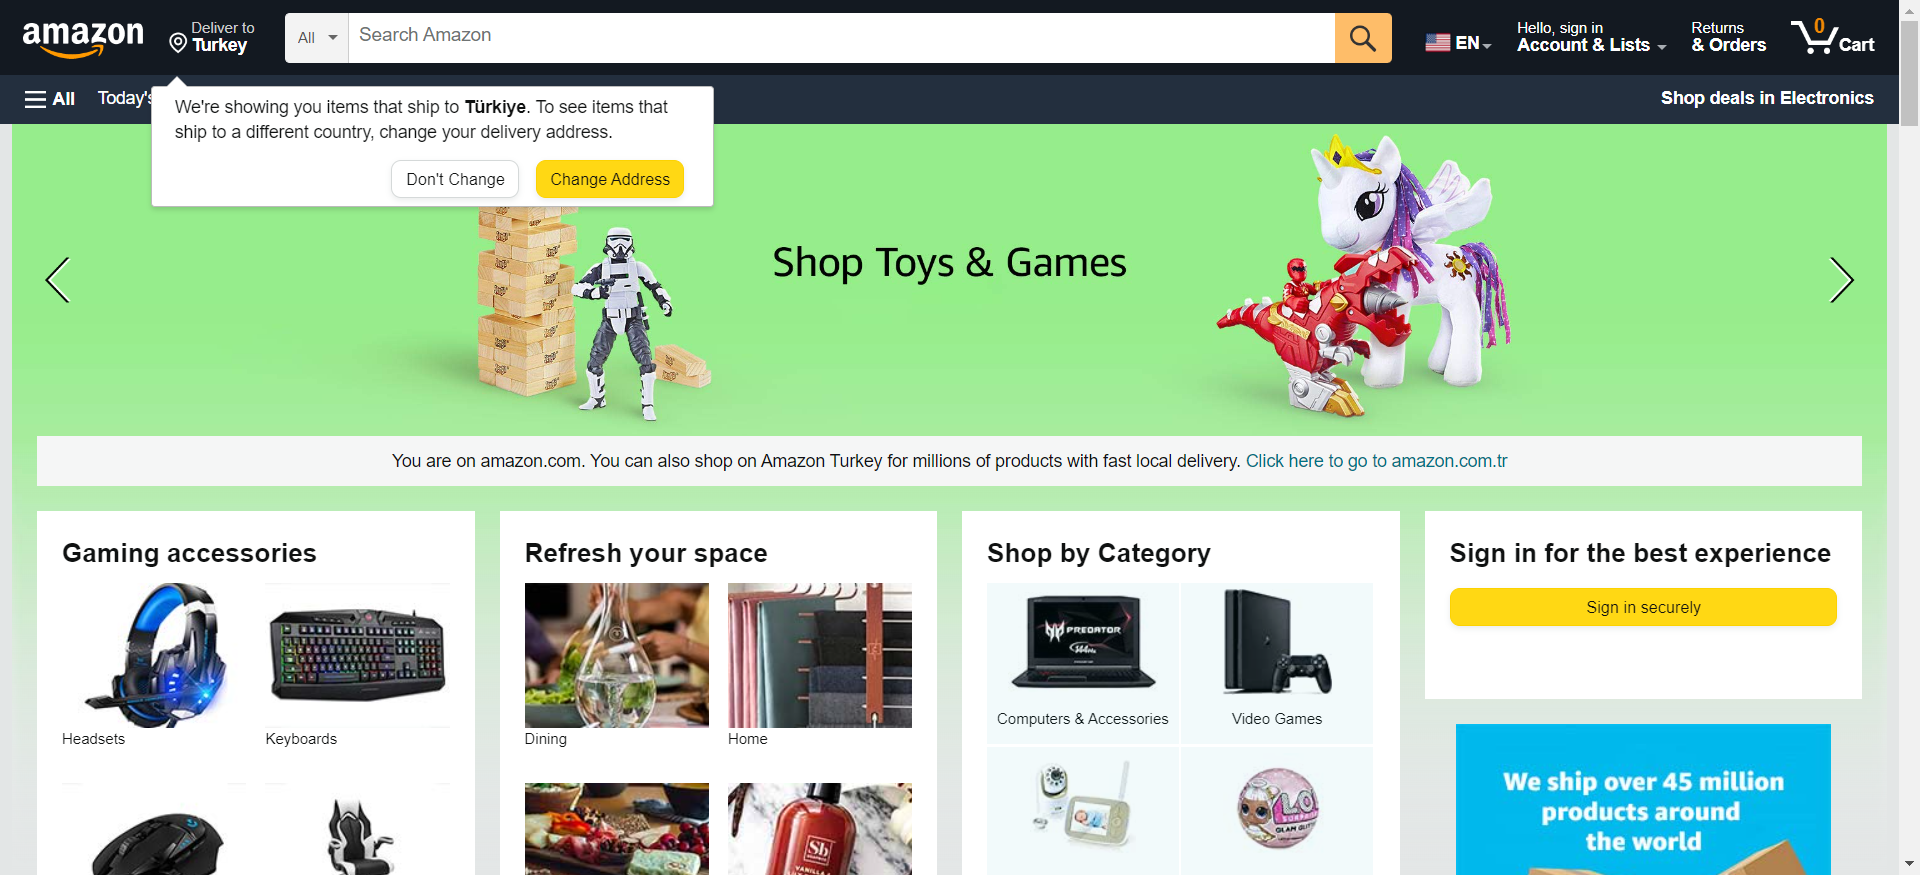 amazon
Deliver to
Turkey
All
Search Amazon
EN
Hello, sign in
Account & Lists
Returns
& Orders
0
Cart
All
Today's
Shop deals in Electronics
We're showing you items that ship to Türkiye. To see items that
ship to a different country, change your delivery address.
Don't Change
Change Address
Shop Toys & Games
You are on amazon.com. You can also shop on Amazon Turkey for millions of products with fast local delivery. Click here to go to amazon.com.tr
Gaming accessories
Headsets
Keyboards
Refresh your space
Dining
Home
Sb
Shop by Category
PREDATOR
144Hz
Computers & Accessories
Video Games
Sign in for the best experience
Sign in securely
We ship over 45 million
products around
the world